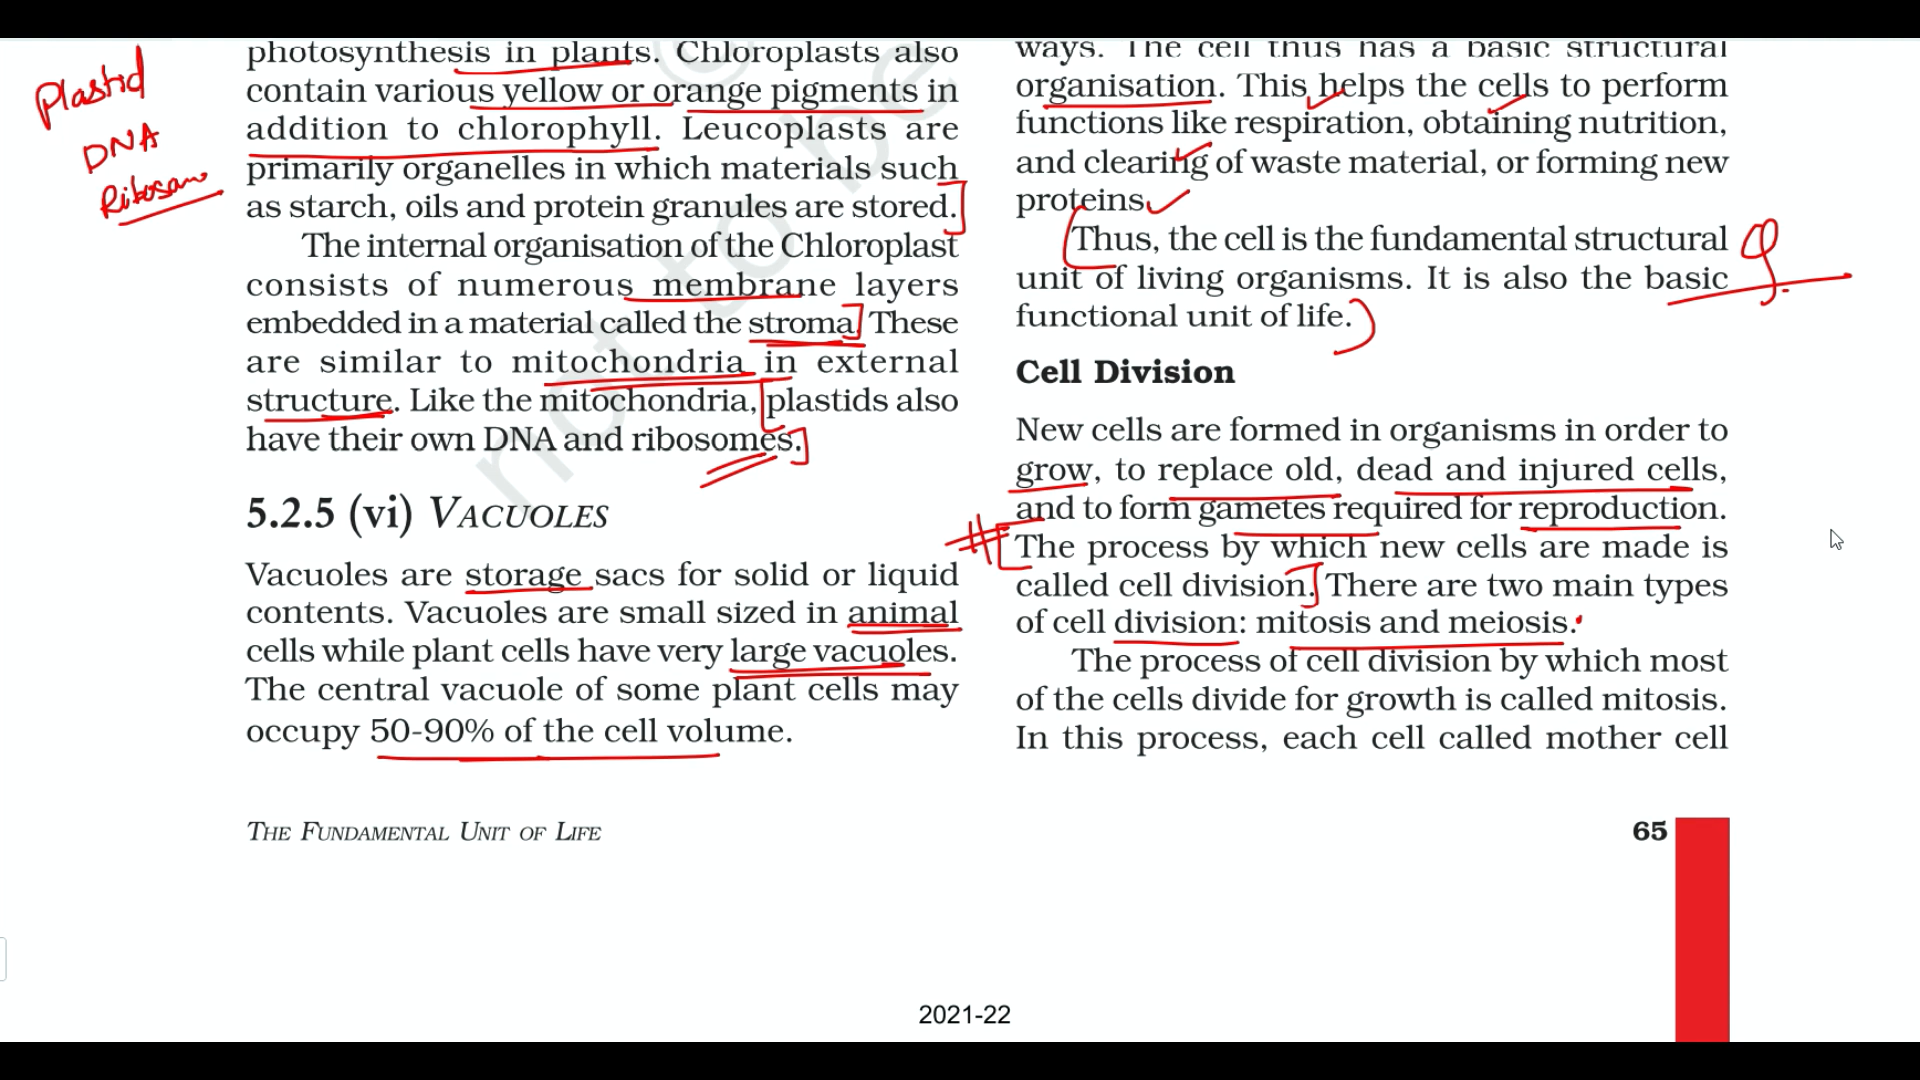 Plastid
DNA
photosynthesis in plants. Chloroplasts also
contain various yellow or orange pigments in
addition to chlorophyll. Leucoplasts are
primarily organelles in which materials such
as starch, oils and protein granules are stored.
The internal organisation of the Chloroplast
consists of numerous membrane layers
embedded in a material called the stroma. These
are similar to mitochondria in external
structure. Like the mitochondria, plastids also
have their own DNA and ribosomes.
5.2.5 (vi) VACUOLES
Vacuoles are storage sacs for solid or liquid
contents. Vacuoles are small sized in animal
cells while plant cells have very large vacuoles.
The central vacuole of some plant cells may
occupy 50-90% of the cell volume.
ways. The cell thus has a basic structural
organisation. This helps the cells to perform
functions like respiration, obtaining nutrition,
and clearing of waste material, or forming new
proteins.
Thus, the cell is the fundamental structural
unit of living organisms. It is also the basic
functional unit of life.
Cell Division
New cells are formed in organisms in order to
grow, to replace old, dead and injured cells,
and to form gametes required for reproduction.
The process by which new cells are made is
called cell division. There are two main types
of cell division: mitosis and meiosis.
The process of cell division by which most
of the cells divide for growth is called mitosis.
In this process, each cell called mother cell
THE FUNDAMENTAL UNIT OF LIFE
65
not to be
2021-22